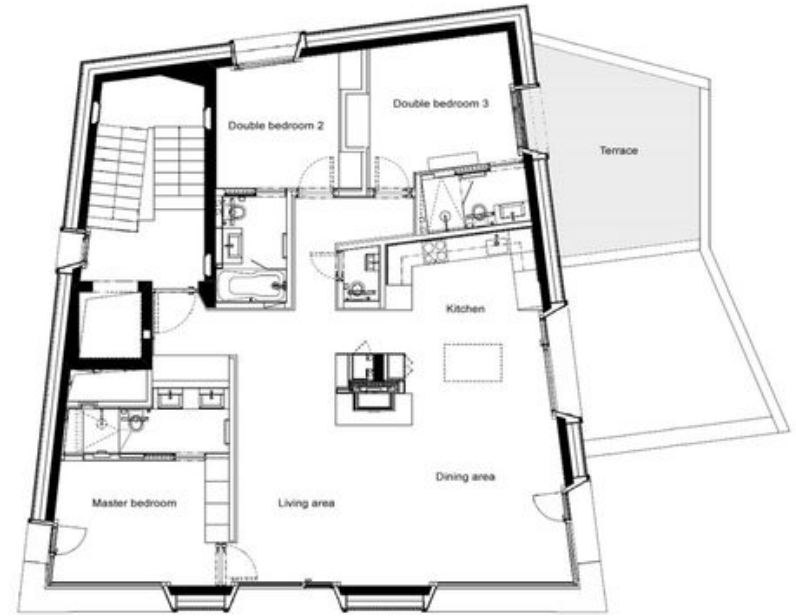 Double bedroom 3
Double bedroom 2
Terrace
Kitchen
Dining area
Master bedroom
Living area